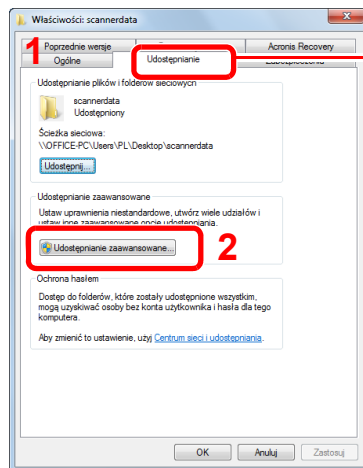 Właściwości: scannerdata
1
Poprzednie wersje
Acronis Recovery
Ogólne
Udostępnianie
Udostępnianie plików i folderów sieciowych
scannerdata
Udostępniony
Ścieżka sieciowa:
\\OFFICE-PC\Users\PL\Desktop\scannerdata
Udostępnij...
Udostępnianie zaawansowane
Ustaw uprawnienia niestandardowe, utwórz wiele udziałów i
ustaw inne zaawansowane opcje udostępniania.
Udostępnianie zaawansowane...
2
Ochrona hasłem
Dostęp do folderów, które zostały udostępnione wszystkim,
mogą uzyskiwać osoby bez konta użytkownika i hasła dla tego
komputera.
Aby zmienić to ustawienie, użyj Centrum sieci i udostępniania.
OK
Anuluj
Zastosuj